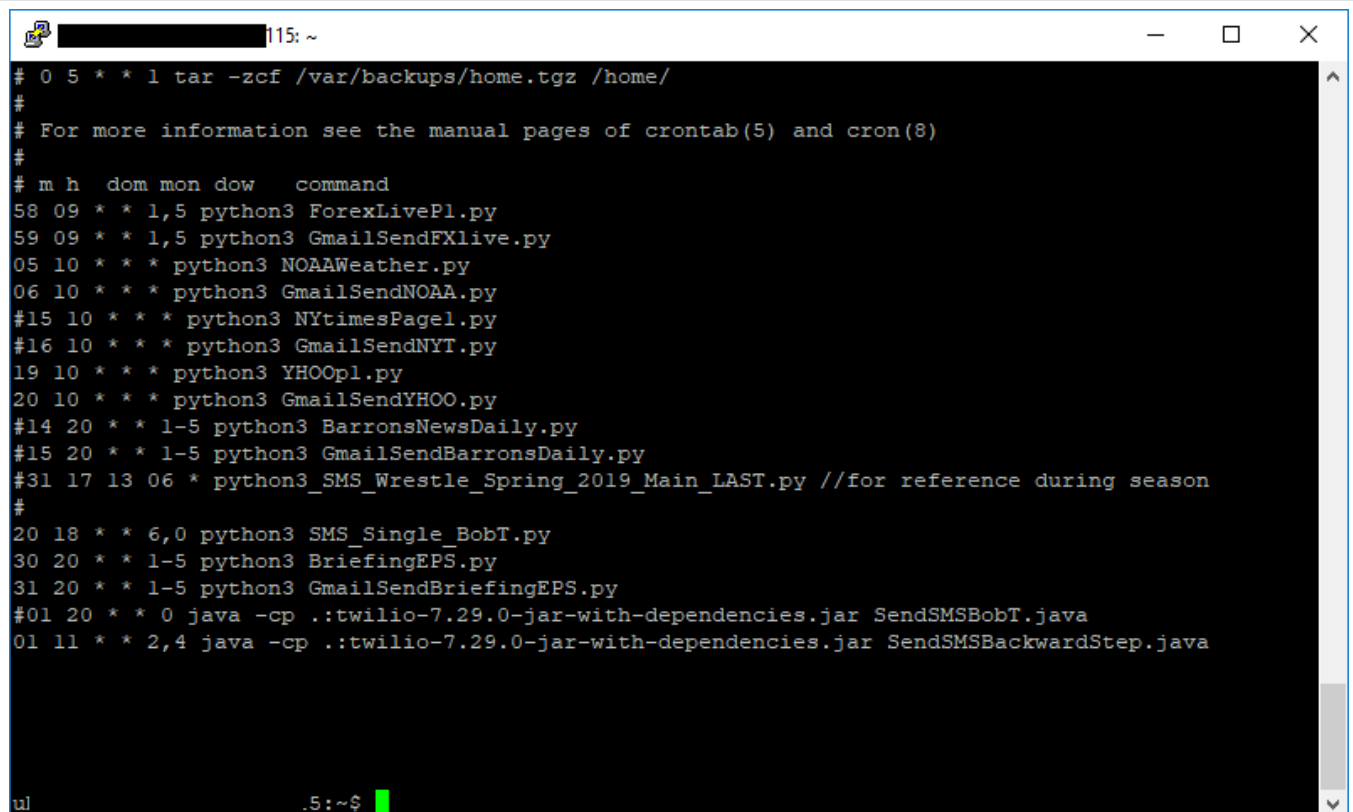 115: ~
# 0 5 * * 1 tar -zcf /var/backups/home.tgz /home/
#
# For more information see the manual pages of crontab(5) and cron(8)
#
# m h  dom mon dow   command
58 09 * * 1,5 python3 ForexLiveP1.py
59 09 * * 1,5 python3 GmailSendFXlive.py
05 10 * * * python3 NOAAWeather.py
06 10 * * * python3 GmailSendNOAA.py
#15 10 * * * python3 NYtimesPage1.py
#16 10 * * * python3 GmailSendNYT.py
19 10 * * * python3 YHOOp1.py
20 10 * * * python3 GmailSendYHOO.py
#14 20 * * 1-5 python3 BarronsNewsDaily.py
#15 20 * * 1-5 python3 GmailSendBarronsDaily.py
#31 17 13 06 * python3_SMS_Wrestle_Spring_2019_Main_LAST.py //for reference during season
#
20 18 * * 6,0 python3 SMS_Single_BobT.py
30 20 * * 1-5 python3 BriefingEPS.py
31 20 * * 1-5 python3 GmailSendBriefingEPS.py
#01 20 * * 0 java -cp .:twilio-7.29.0-jar-with-dependencies.jar SendSMSBobT.java
01 11 * * 2,4 java -cp .:twilio-7.29.0-jar-with-dependencies.jar SendSMSBackwardStep.java
.5:~$